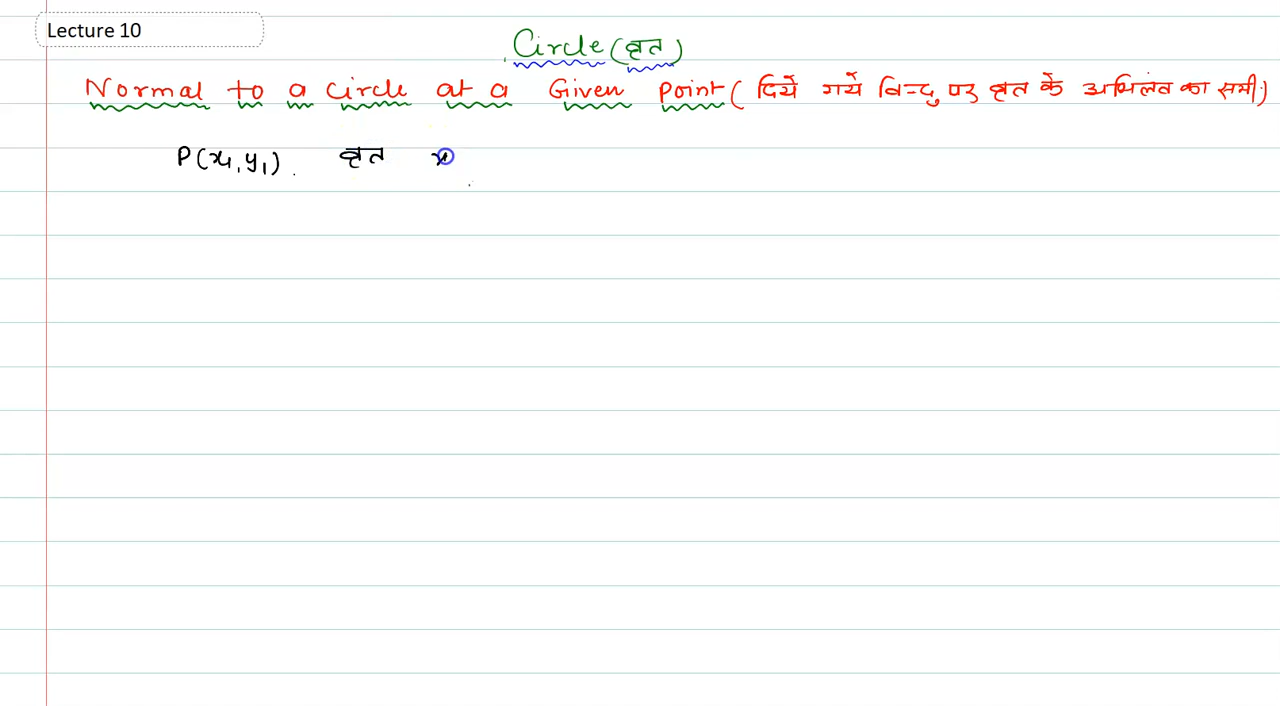 Lecture 10
Circle (वृत)
Normal to a circle at a Given Point (दिये गये बिन्दु पर वृत के अभिलंब का समी.)
P(x₁,y₁) वृत x